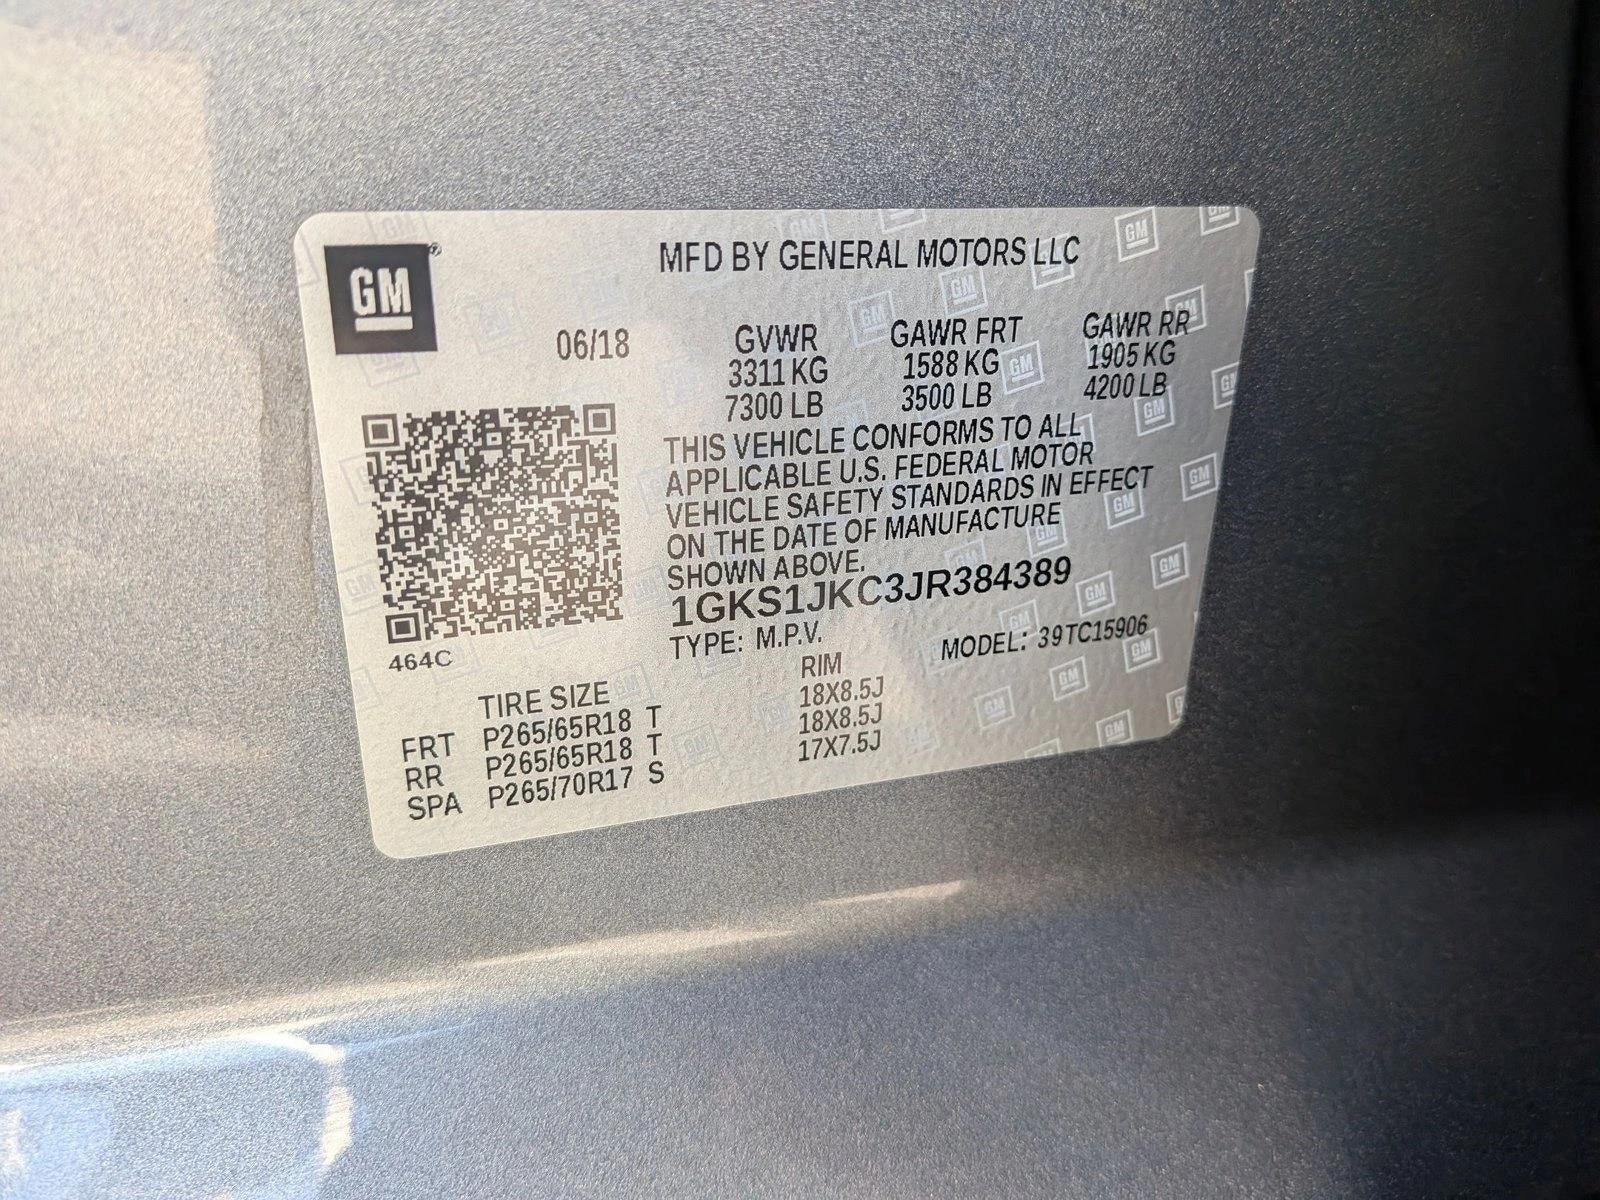 GM®
MFD BY GENERAL MOTORS LLC
06/18
GVWR GAWR FRT GAWR RR
3311 KG 1588 KG 1905 KG
7300 LB 3500 LB 4200 LB
THIS VEHICLE CONFORMS TO ALL
APPLICABLE U.S. FEDERAL MOTOR
VEHICLE SAFETY STANDARDS IN EFFECT
ON THE DATE OF MANUFACTURE
SHOWN ABOVE.
1GKS1JKC3JR384389
TYPE: M.P.V. MODEL: 39TC15906
464C
TIRE SIZE RIM
FRT P265/65R18 T 18X8.5J
RR P265/65R18 T 18X8.5J
SPA P265/70R17 S 17X7.5J